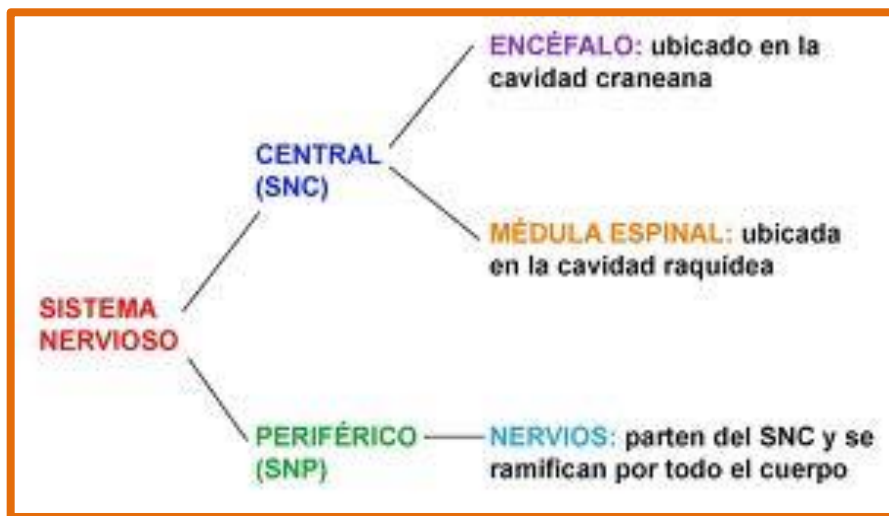 ENCÉFALO: ubicado en la
cavidad craneana
CENTRAL
(SNC)
MÉDULA ESPINAL: ubicada
en la cavidad raquídea
SISTEMA
NERVIOSO
PERIFÉRICO
(SNP)
NERVIOS: parten del SNC y se
ramifican por todo el cuerpo